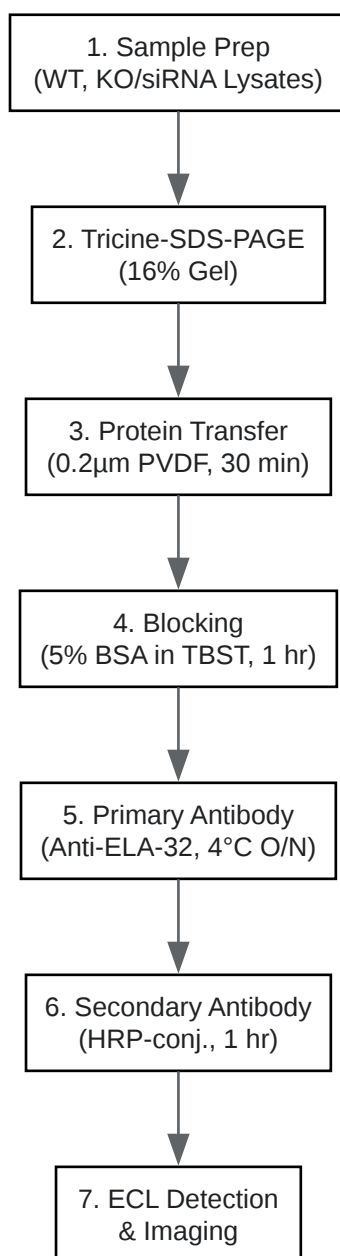 1. Sample Prep
(WT, KO/siRNA Lysates)
2. Tricine-SDS-PAGE
(16% Gel)
3. Protein Transfer
(0.2µm PVDF, 30 min)
4. Blocking
(5% BSA in TBST, 1 hr)
5. Primary Antibody
(Anti-ELA-32, 4°C O/N)
6. Secondary Antibody
(HRP-conj., 1 hr)
7. ECL Detection
& Imaging